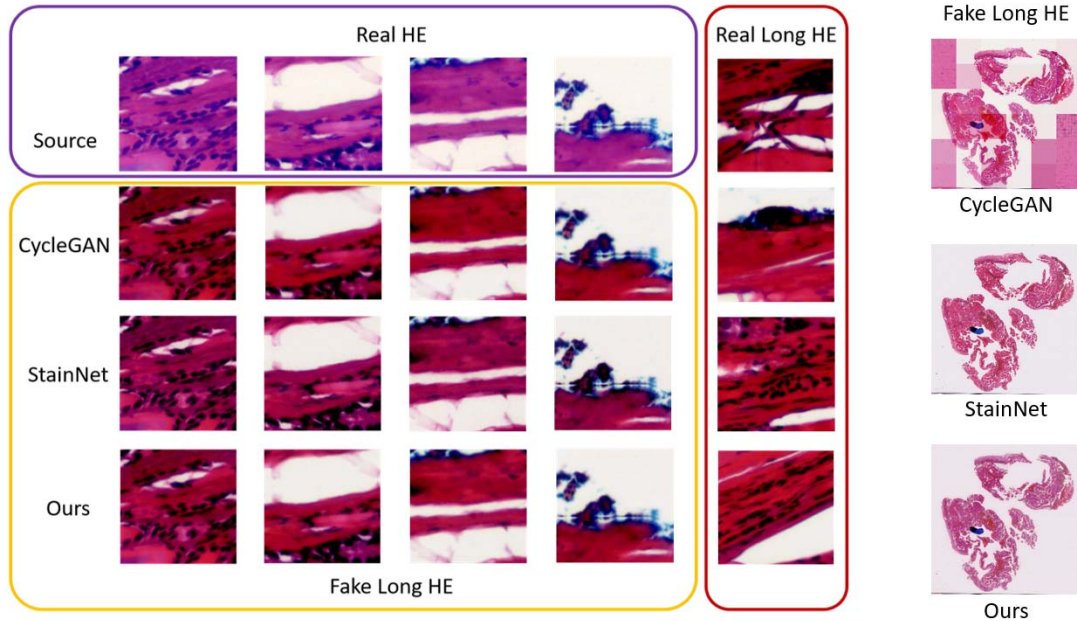 Real HE
Real Long HE
Source
CycleGAN
StainNet
Ours
Fake Long HE
Fake Long HE
CycleGAN
StainNet
Ours